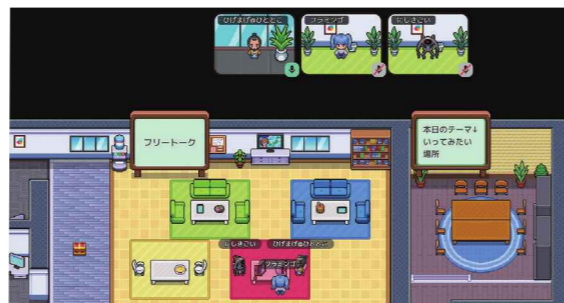 ひげまげ@ひととこ
フラミンゴ
にしきごい
フリートーク
本日のテーマ↓
いってみたい
場所
にしきごい
ひげまげ@ひととこ
フラミンゴ